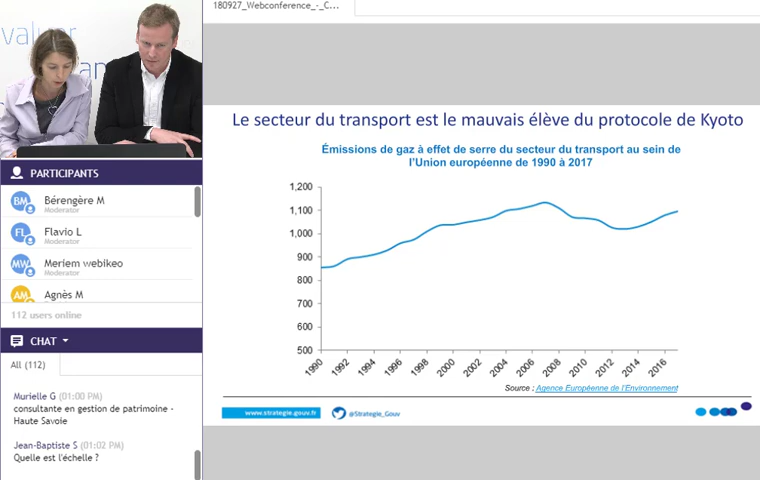 180927_Webconference_-_C...
valuer
PARTICIPANTS
BM
Bérengère M
Moderator
FL
Flavio L
Moderator
MW
Meriem webikeo
Moderator
AM
Agnès M
112 users online
CHAT
All (112)
Murielle G (01:00 PM)
consultante en gestion de patrimoine -
Haute Savoie
Jean-Baptiste S (01:02 PM)
Quelle est l'échelle ?
Le secteur du transport est le mauvais élève du protocole de Kyoto
Émissions de gaz à effet de serre du secteur du transport au sein de
l'Union européenne de 1990 à 2017
1,200
1,100
1,000
900
800
700
600
500
1990 1992 1994 1996 1998 2000 2002 2004 2006 2008 2010 2012 2014 2016
Source : Agence Européenne de l'Environnement
www.strategie.gouv.fr
@Strategie_Gouv